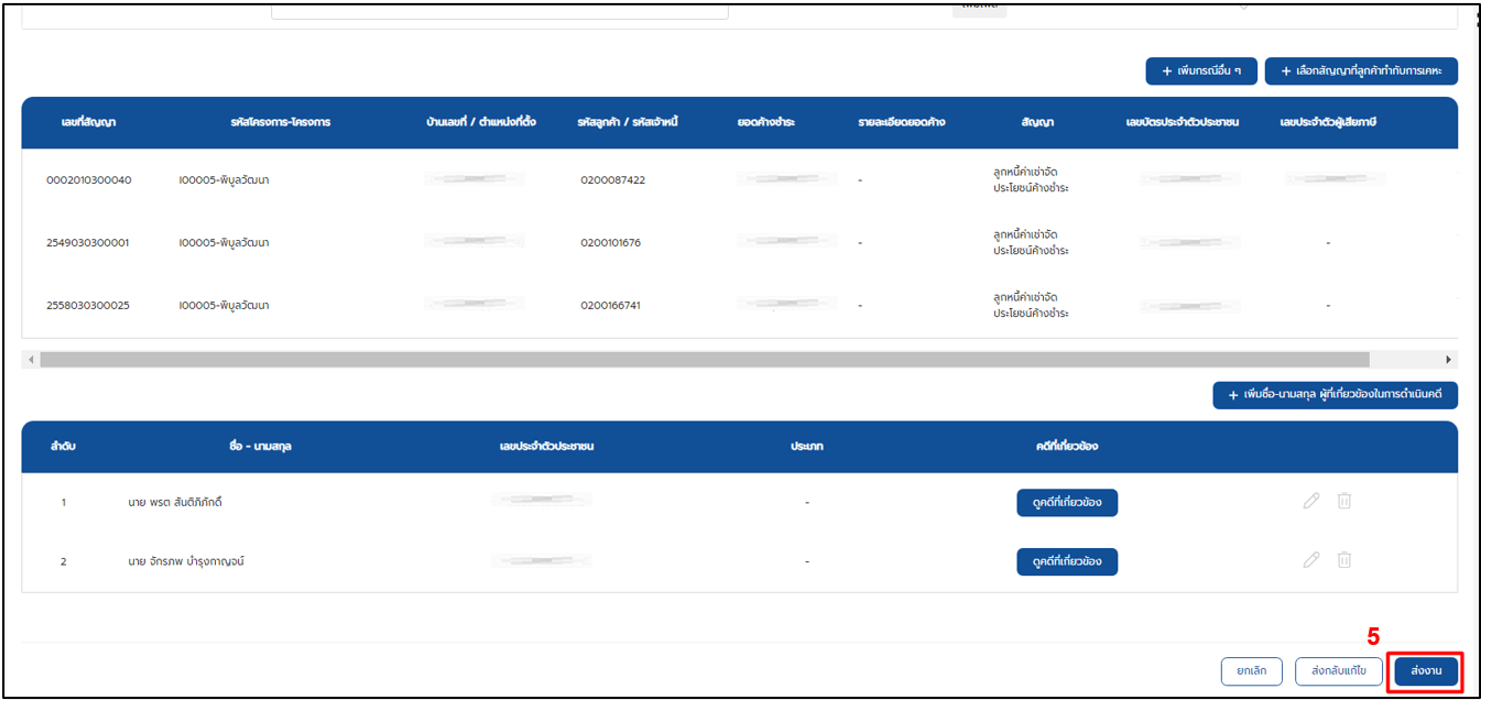 + เพิ่มกรณีอื่น ๆ + เลือกสัญญาที่ลูกค้าทำกับการเคหะ
เลขที่สัญญา รหัสโครงการ-โครงการ บ้านเลขที่ / ตำแหน่งที่ตั้ง รหัสลูกค้า / รหัสเจ้าหนี้ ยอดค้างชำระ รายละเอียดยอดค้าง สัญญา เลขบัตรประจำตัวประชาชน เลขประจำตัวผู้เสียภาษี
0002010300040 I00005-พิบูลวัฒนา 0200087422 - ลูกหนี้ค่าเช่าจัด
ประโยชน์ค้างชำระ
2549030300001 I00005-พิบูลวัฒนา 0200101676 - ลูกหนี้ค่าเช่าจัด -
ประโยชน์ค้างชำระ
2558030300025 I00005-พิบูลวัฒนา 0200166741 - ลูกหนี้ค่าเช่าจัด -
ประโยชน์ค้างชำระ
+ เพิ่มชื่อ-นามสกุล ผู้ที่เกี่ยวข้องในการดำเนินคดี
ลำดับ ชื่อ - นามสกุล เลขประจำตัวประชาชน ประเภท คดีที่เกี่ยวข้อง
1 นาย พรต สันติภิภักดิ์ - ดูคดีที่เกี่ยวข้อง
2 นาย จักรภพ บำรุงกาญจน์ - ดูคดีที่เกี่ยวข้อง
5
ยกเลิก ส่งกลับแก้ไข ส่งงาน